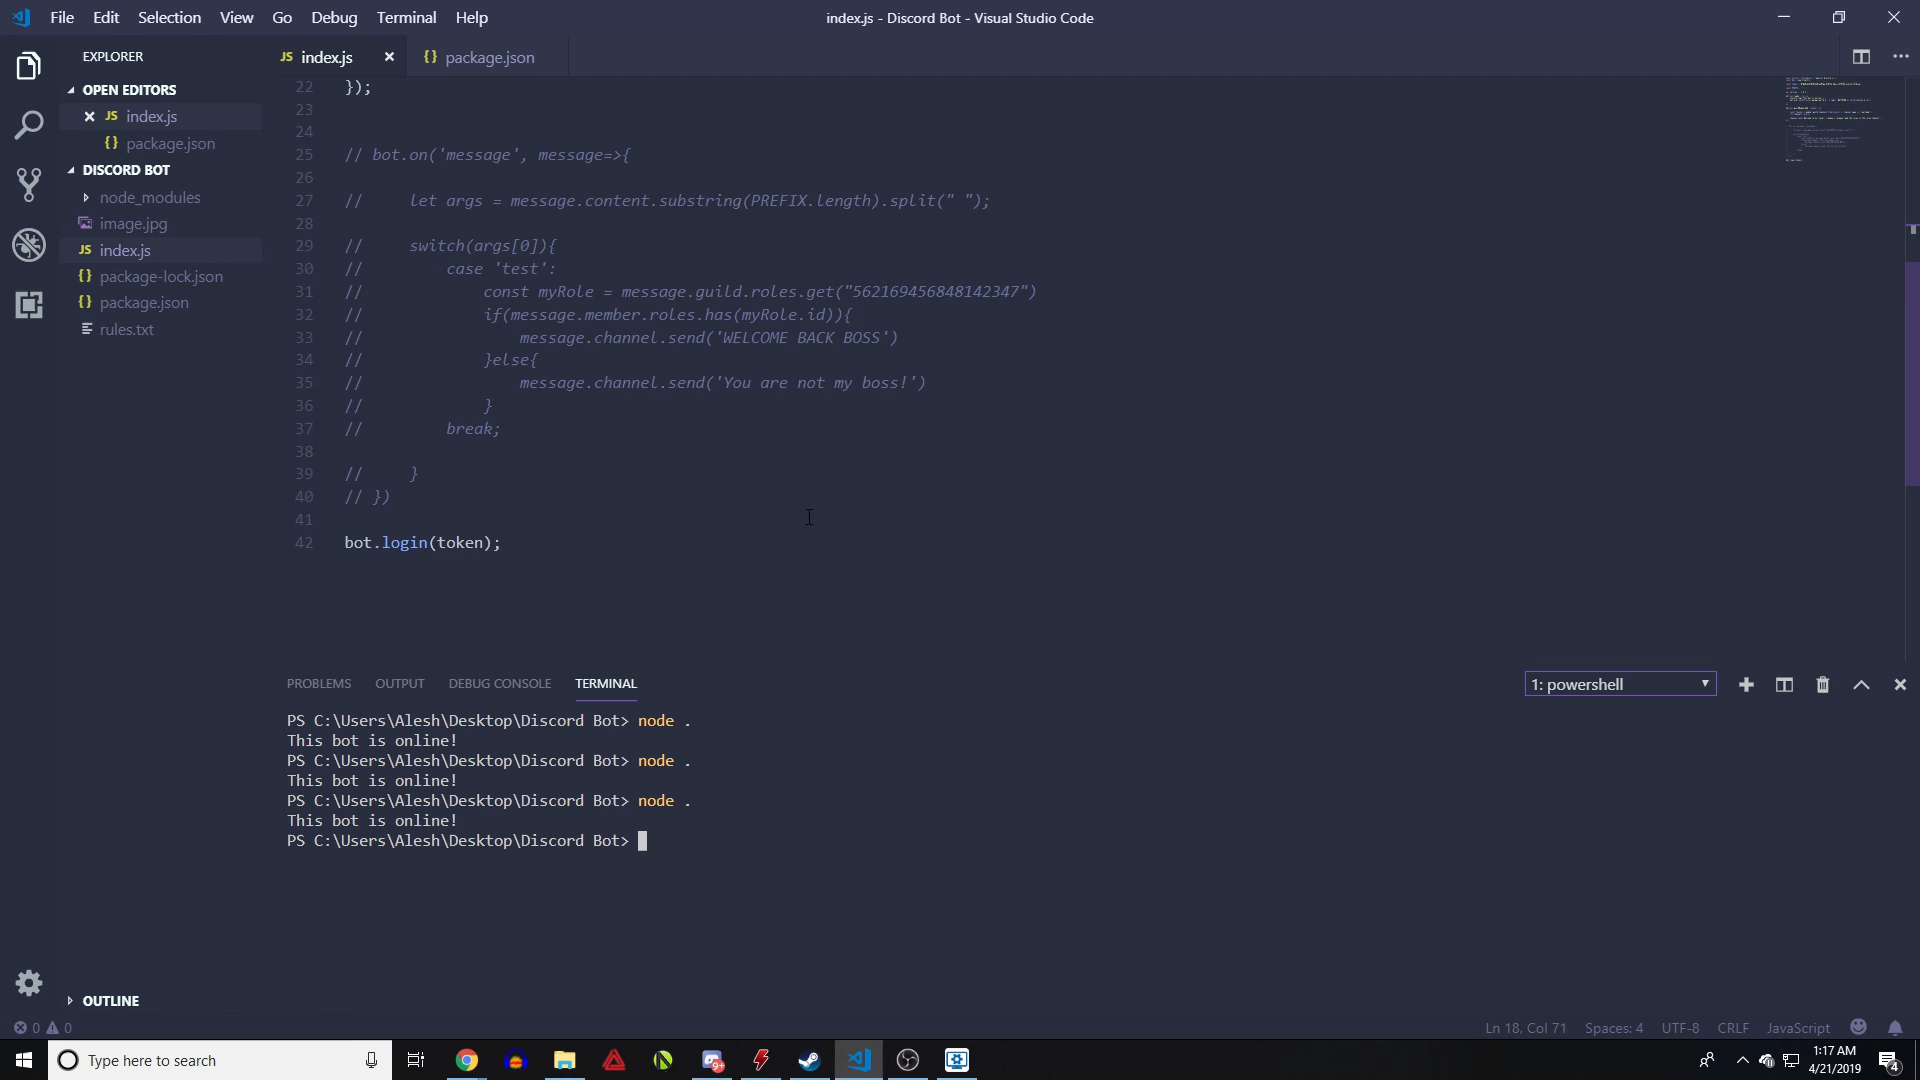 File Edit Selection View Go Debug Terminal Help
index.js - Discord Bot - Visual Studio Code
EXPLORER
OPEN EDITORS
JS index.js
{} package.json
DISCORD BOT
node_modules
image.jpg
JS index.js
{} package-lock.json
{} package.json
rules.txt
OUTLINE
JS index.js
{} package.json
22 });
23
24
25 // bot.on('message', message=>{
26
27 //     let args = message.content.substring(PREFIX.length).split(" ");
28
29 //     switch(args[0]){
30 //         case 'test':
31 //             const myRole = message.guild.roles.get("562169456848142347")
32 //             if(message.member.roles.has(myRole.id)){
33 //                 message.channel.send('WELCOME BACK BOSS')
34 //             }else{
35 //                 message.channel.send('You are not my boss!')
36 //             }
37 //         break;
38
39 //     }
40 // })
41
42 bot.login(token);
PROBLEMS OUTPUT DEBUG CONSOLE TERMINAL
1: powershell
PS C:\Users\Alesh\Desktop\Discord Bot> node .
This bot is online!
PS C:\Users\Alesh\Desktop\Discord Bot> node .
This bot is online!
PS C:\Users\Alesh\Desktop\Discord Bot> node .
This bot is online!
PS C:\Users\Alesh\Desktop\Discord Bot>
0 0
Ln 18, Col 71 Spaces: 4 UTF-8 CRLF JavaScript
Type here to search
9+
1:17 AM
4/21/2019
4